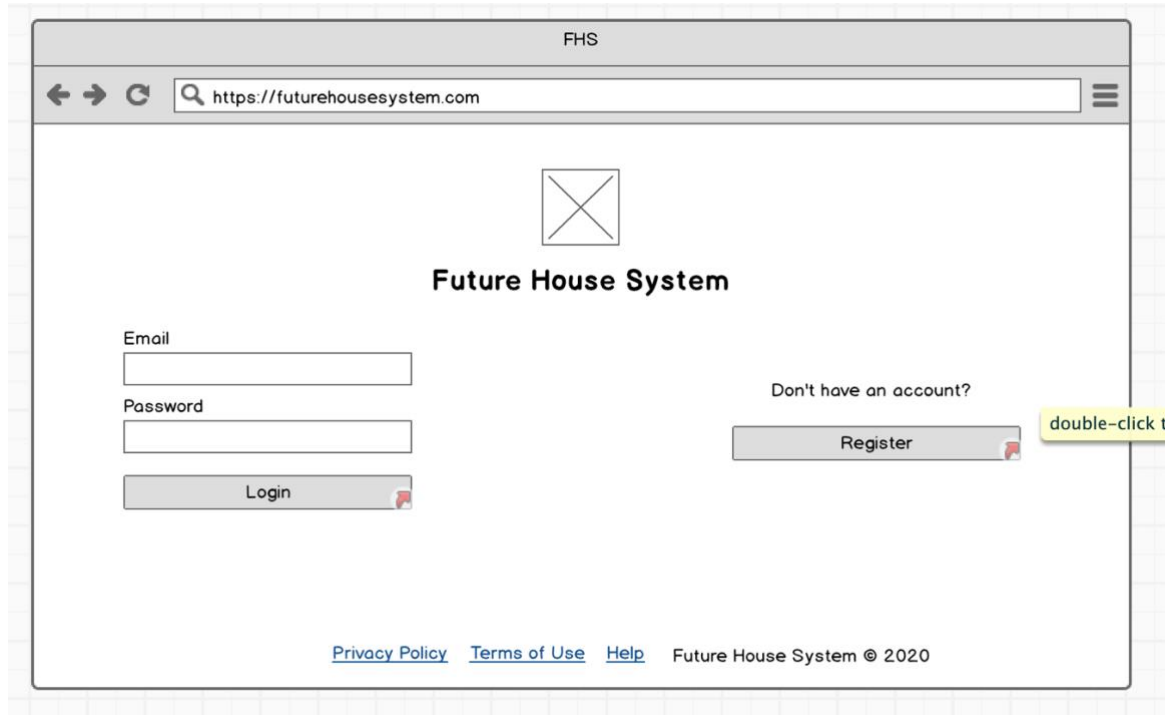 FHS
https://futurehousesystem.com
Future House System
Email
Password
Login
Don't have an account?
Register
double-click t
Privacy Policy Terms of Use Help Future House System © 2020